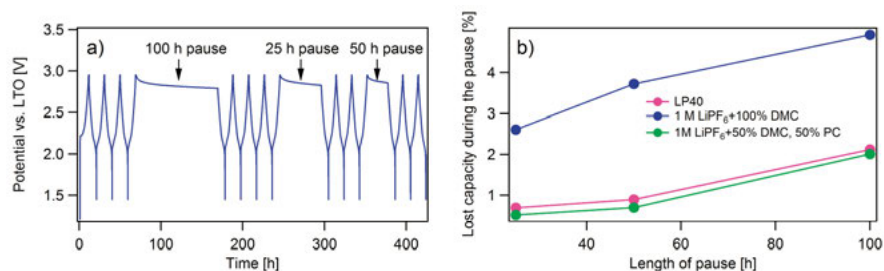 a)
100 h pause
25 h pause
50 h pause
Potential vs. LTO [V]
3.5
3.0
2.5
2.0
1.5
0
100
200
300
400
Time [h]
b)
Lost capacity during the pause [%]
4
3
2
1
LP40
1 M LiPF₆+100% DMC
1M LiPF₆+50% DMC, 50% PC
40
60
80
100
Length of pause [h]